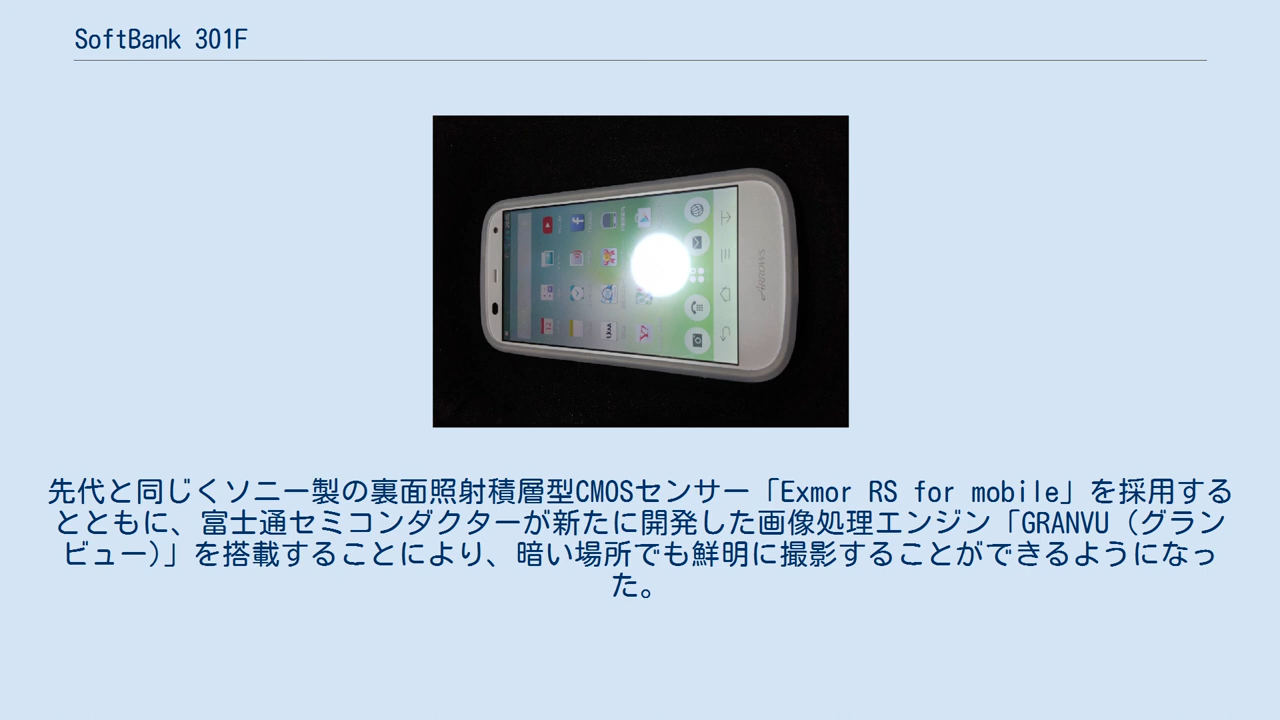 SoftBank 301F
ARROWS
先代と同じくソニー製の裏面照射積層型CMOSセンサー「Exmor RS for mobile」を採用する
とともに、富士通セミコンダクターが新たに開発した画像処理エンジン「GRANVU（グラン
ビュー）」を搭載することにより、暗い場所でも鮮明に撮影することができるようになっ
た。